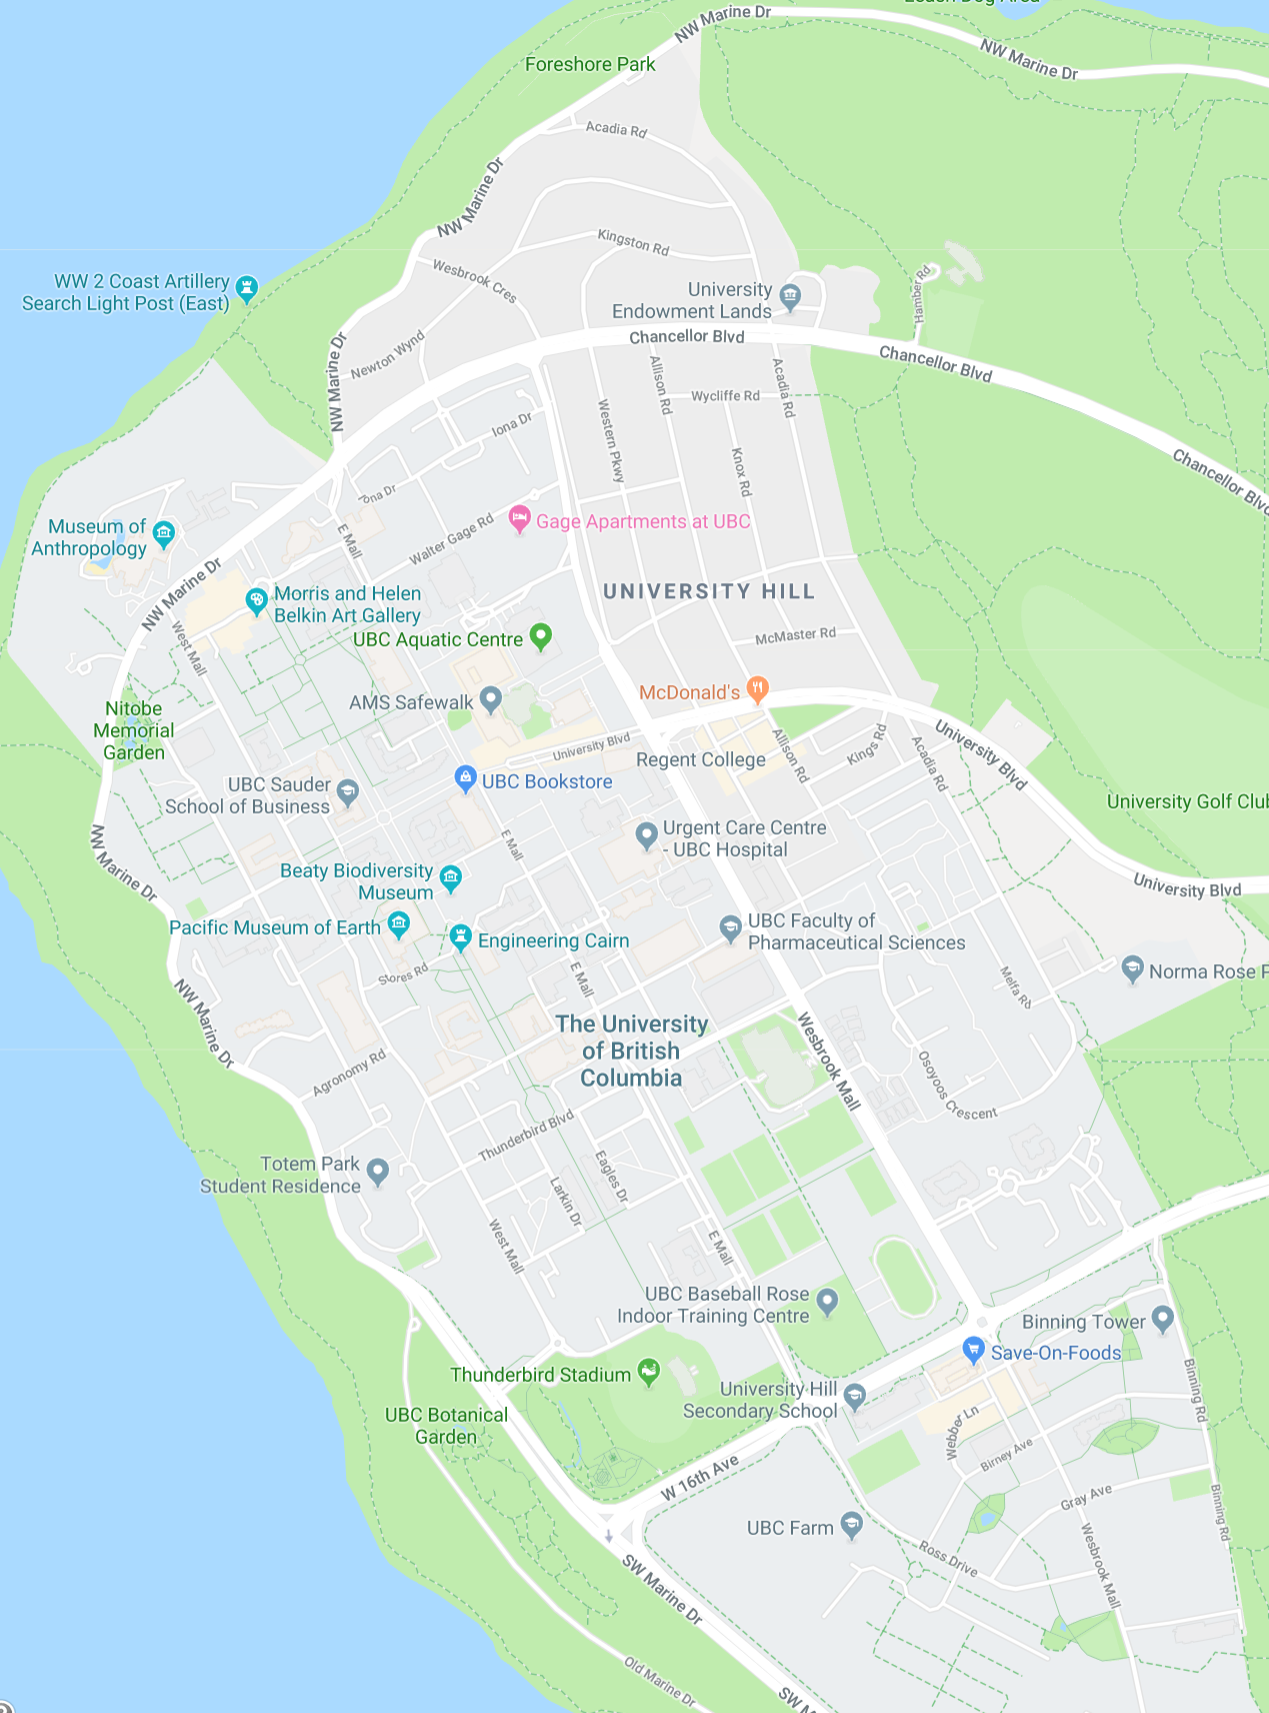 NW Marine Dr
NW Marine Dr
Foreshore Park
Acadia Rd
NW Marine Dr
Kingston Rd
Wesbrook Cres
WW 2 Coast Artillery
Search Light Post (East)
University
Endowment Lands
Hamber Rd
Chancellor Blvd
Chancellor Blvd
NW Marine Dr
Newton Wynd
Allison Rd
Acadia Rd
Wycliffe Rd
Western Pkwy
Iona Dr
Knox Rd
Chancellor Blvd
Iona Dr
Museum of
Anthropology
E Mall
Walter Gage Rd
Gage Apartments at UBC
NW Marine Dr
Morris and Helen
Belkin Art Gallery
UNIVERSITY HILL
West Mall
UBC Aquatic Centre
McMaster Rd
McDonald's
AMS Safewalk
Nitobe
Memorial
Garden
University Blvd
Regent College
Allison Rd
Kings Rd
Acadia Rd
University Blvd
UBC Sauder
School of Business
UBC Bookstore
University Golf Club
NW Marine Dr
E Mall
Urgent Care Centre
- UBC Hospital
Beaty Biodiversity
Museum
University Blvd
Pacific Museum of Earth
Engineering Cairn
UBC Faculty of
Pharmaceutical Sciences
Stores Rd
E Mall
Melfa Rd
Norma Rose P
NW Marine Dr
The University
of British
Columbia
Wesbrook Mall
Agronomy Rd
Osoyoos Crescent
Thunderbird Blvd
Totem Park
Student Residence
Eagles Dr
Larkin Dr
West Mall
E Mall
UBC Baseball Rose
Indoor Training Centre
Binning Tower
Save-On-Foods
Thunderbird Stadium
University Hill
Secondary School
Binning Rd
UBC Botanical
Garden
Webber Ln
Birney Ave
W 16th Ave
Gray Ave
Binning Rd
UBC Farm
Ross Drive
Wesbrook Mall
SW Marine Dr
Old Marine Dr
SW M